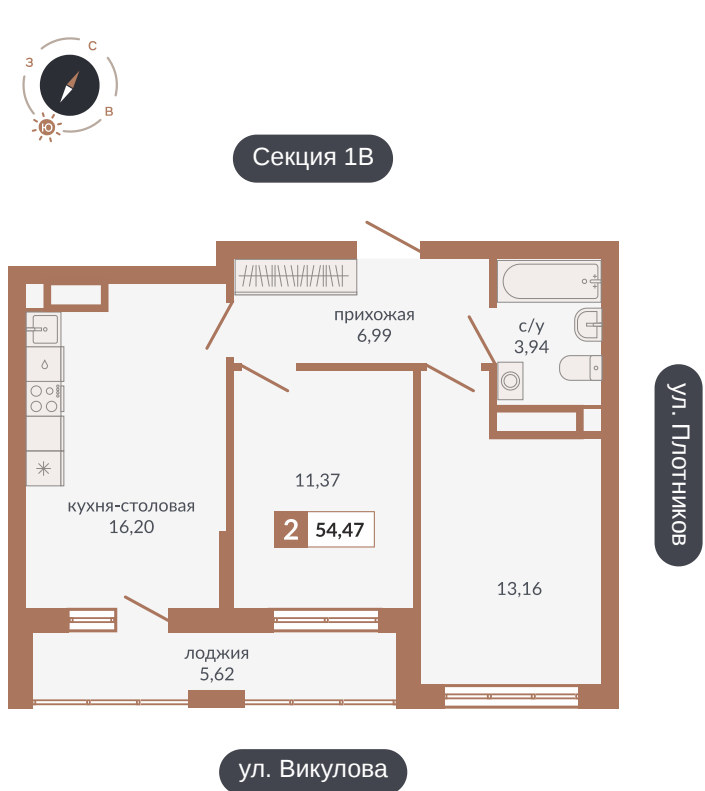 С
З
В
Ю
Секция 1В
прихожая
6,99
с/у
3,94
11,37
кухня-столовая
16,20
2 54,47
13,16
лоджия
5,62
ул. Плотников
ул. Викулова